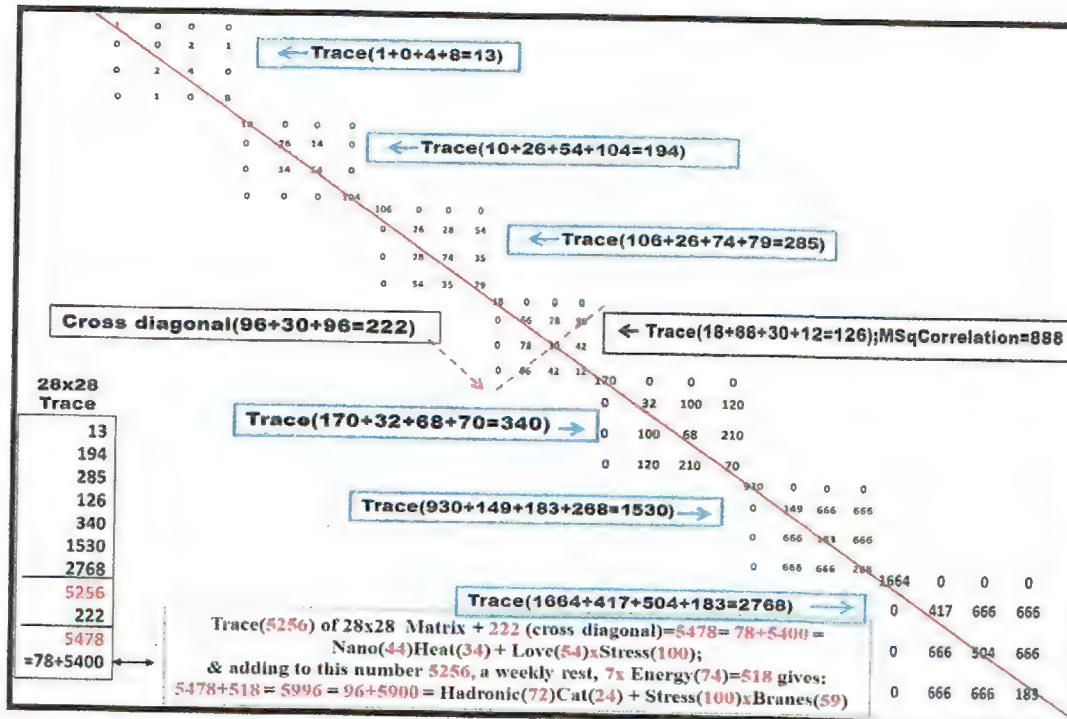 0 0 0
0 0 2 1
← Trace(1+0+4+8=13)
0 2 4 0
0 1 0 8
0 0 0
0 26 14 0
← Trace(10+26+54+104=194)
0 14 0
0 0 0 104
106 0 0 0
0 26 28 54
← Trace(106+26+74+79=285)
0 28 74 35
0 54 35
18 0 0 0
0 66 78 96
Cross diagonal(96+30+96=222)
← Trace(18+66+30+12=126);MSqCorrelation=888
0 78 30 42
0 42 12
170 0 0 0
0 32 100 120
Trace(170+32+68+70=340) →
0 100 68 210
0 120 210 70
930 0 0 0
Trace(930+149+183+268=1530) →
0 149 666 666
0 666 183 666
0 666 666 268
1664 0 0 0
Trace(1664+417+504+183=2768) →
0 417 666 666
0 666 504 666
0 666 666 183
28x28
Trace
13
194
285
126
340
1530
2768
5256
222
5478
=78+5400
Trace(5256) of 28x28 Matrix + 222 (cross diagonal)=5478= 78+5400 =
Nano(44)Heat(34) + Love(54)xStress(100);
& adding to this number 5256, a weekly rest, 7x Energy(74)=518 gives:
5478+518= 5996 = 96+5900 = Hadronic(72)Cat(24) + Stress(100)xBranes(59)